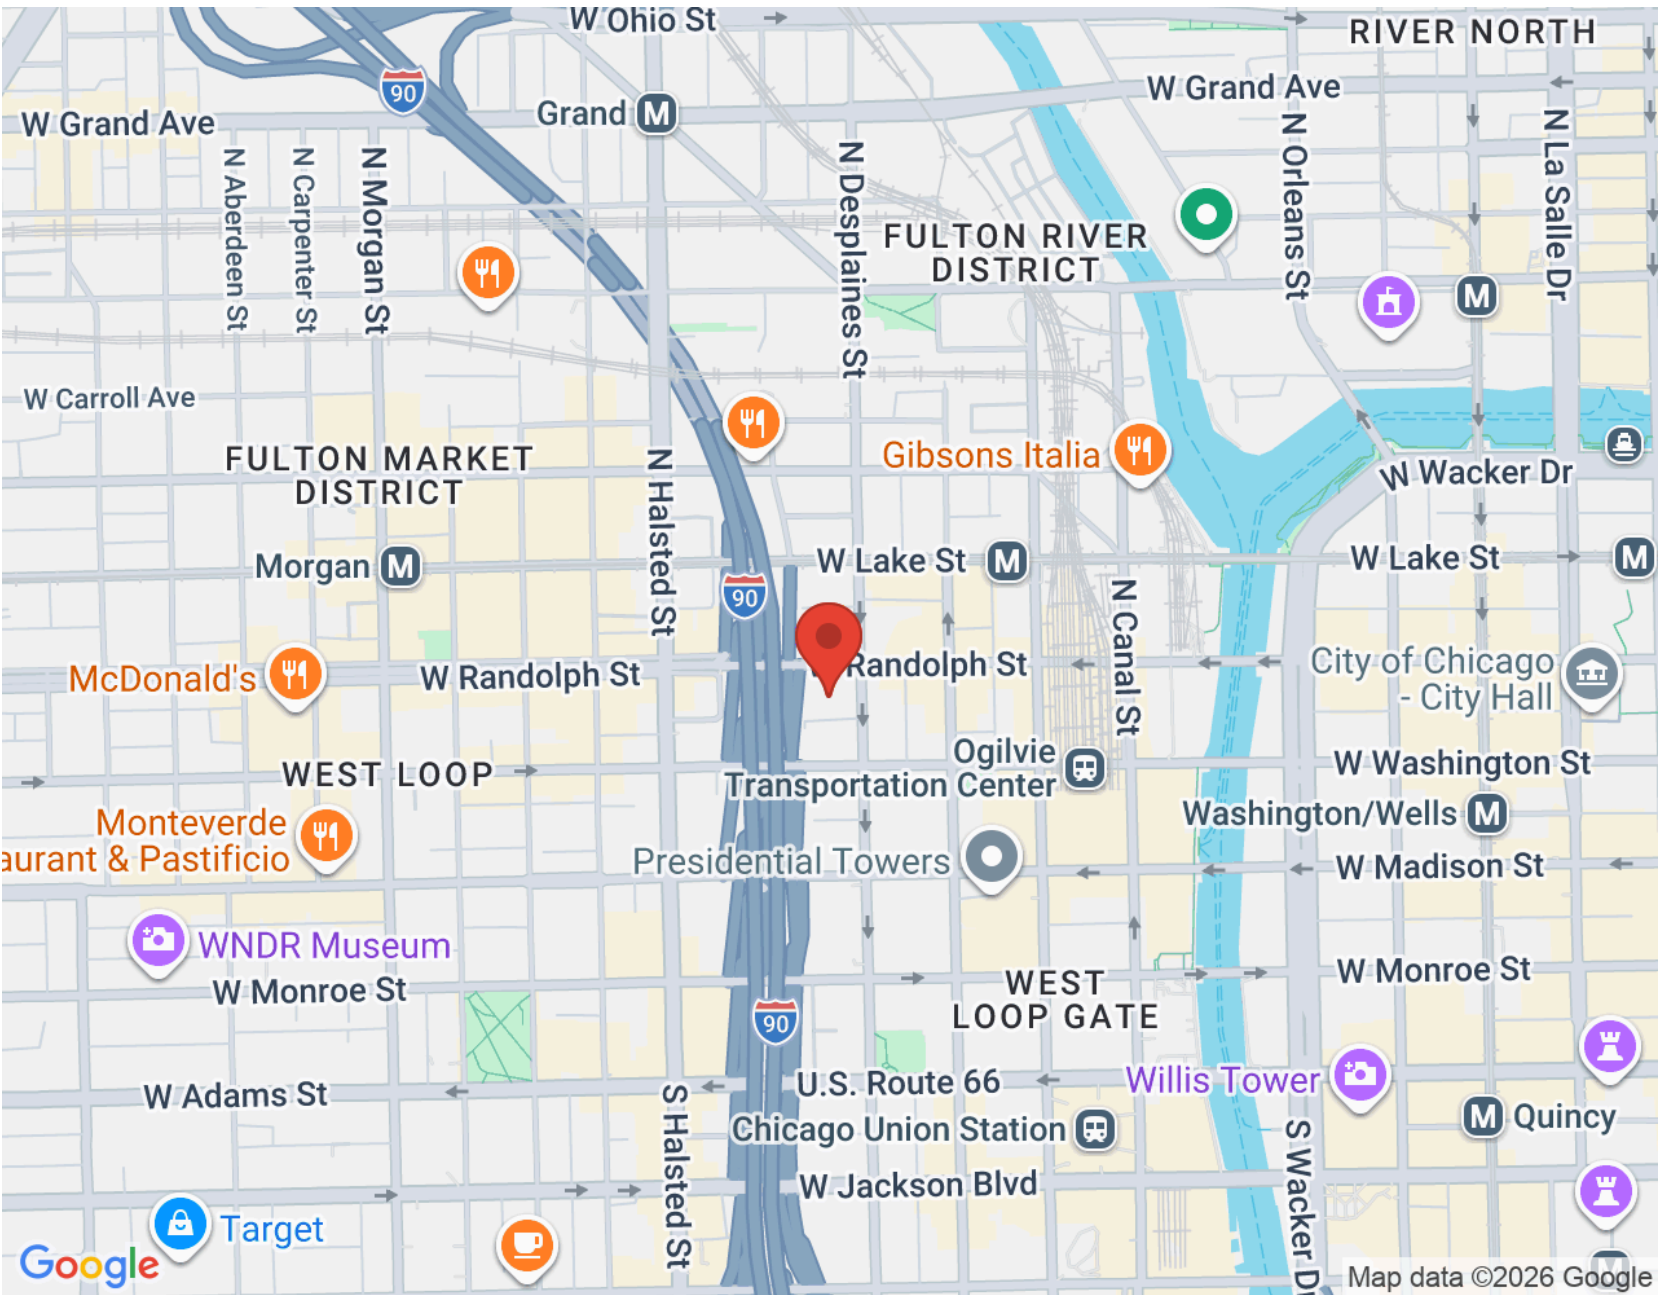 W Ohio St
RIVER NORTH
90
W Grand Ave
Grand
M
W Grand Ave
N Aberdeen St
N Carpenter St
N Morgan St
N Desplaines St
N Orleans St
N La Salle Dr
FULTON RIVER
DISTRICT
M
W Carroll Ave
FULTON MARKET
DISTRICT
N Halsted St
Gibsons Italia
W Wacker Dr
Morgan
M
90
W Lake St
M
W Lake St
M
N Canal St
McDonald's
W Randolph St
Randolph St
City of Chicago
- City Hall
WEST LOOP
Ogilvie
Transportation Center
W Washington St
Monteverde
aurant & Pastificio
Presidential Towers
Washington/Wells
M
W Madison St
WNDR Museum
W Monroe St
90
WEST
LOOP GATE
W Monroe St
W Adams St
S Halsted St
U.S. Route 66
Willis Tower
Chicago Union Station
M
Quincy
W Jackson Blvd
S Wacker Dr
Target
Google
M
Map data ©2026 Google